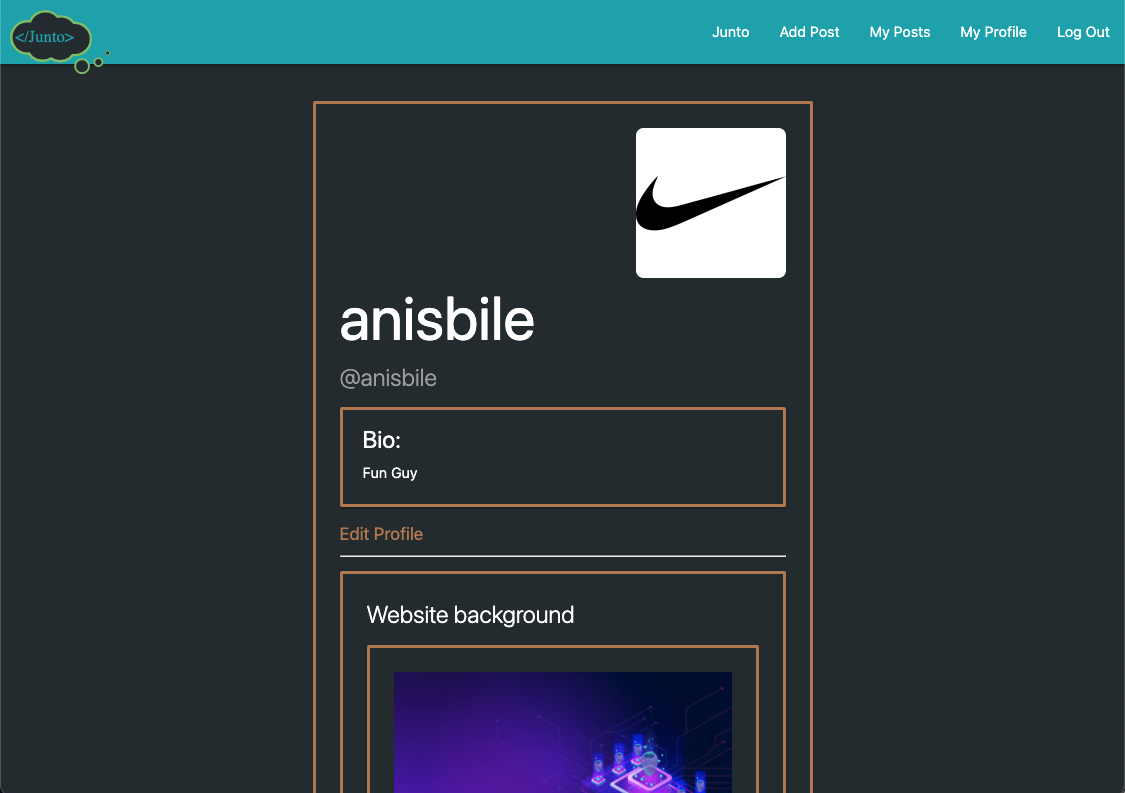 </Junto>
Junto Add Post My Posts My Profile Log Out
anisbile
@anisbile
Bio:
Fun Guy
Edit Profile
Website background